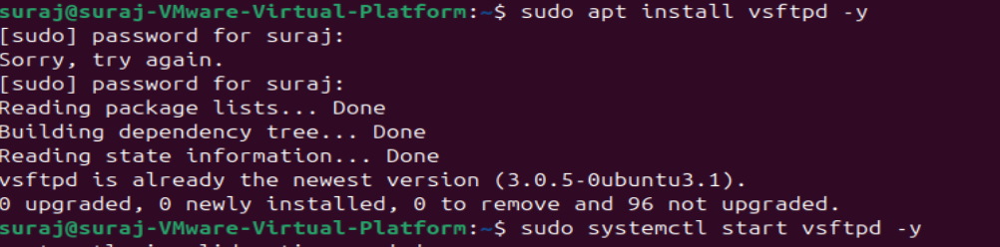 suraj@suraj-VMware-Virtual-Platform:~$ sudo apt install vsftpd -y
[sudo] password for suraj:
Sorry, try again.
[sudo] password for suraj:
Reading package lists... Done
Building dependency tree... Done
Reading state information... Done
vsftpd is already the newest version (3.0.5-0ubuntu3.1).
0 upgraded, 0 newly installed, 0 to remove and 96 not upgraded.
suraj@suraj-VMware-Virtual-Platform:~$ sudo systemctl start vsftpd -y